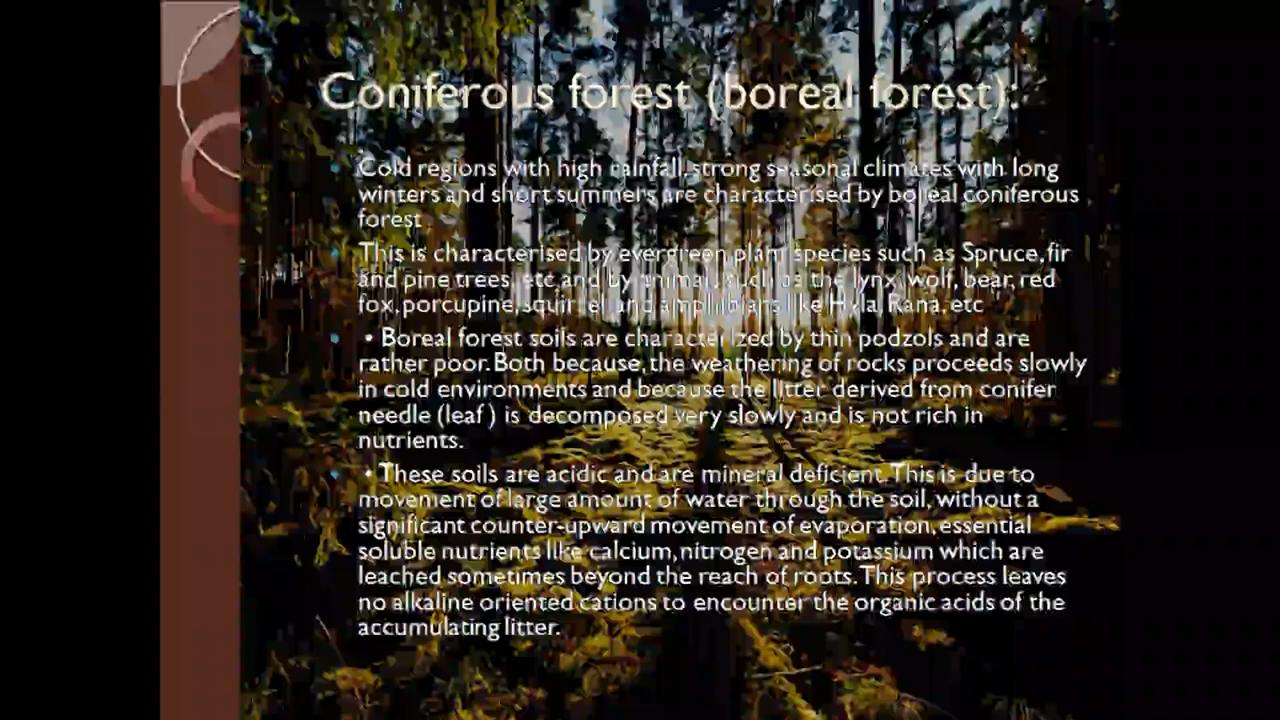 Coniferous forest (boreal forest):
Cold regions with high rainfall, strong seasonal climates with long
winters and short summers are characterised by boreal coniferous
forest
This is characterised by evergreen plant species such as Spruce, fir
and pine trees, etc and by animals such as the lynx, wolf, bear, red
fox, porcupine, squirrel and amphibians like Hyla, Rana, etc
• Boreal forest soils are characterized by thin podzols and are
rather poor. Both because, the weathering of rocks proceeds slowly
in cold environments and because the litter derived from conifer
needle (leaf) is decomposed very slowly and is not rich in
nutrients.
• These soils are acidic and are mineral deficient. This is due to
movement of large amount of water through the soil, without a
significant counter-upward movement of evaporation, essential
soluble nutrients like calcium, nitrogen and potassium which are
leached sometimes beyond the reach of roots. This process leaves
no alkaline oriented cations to encounter the organic acids of the
accumulating litter.